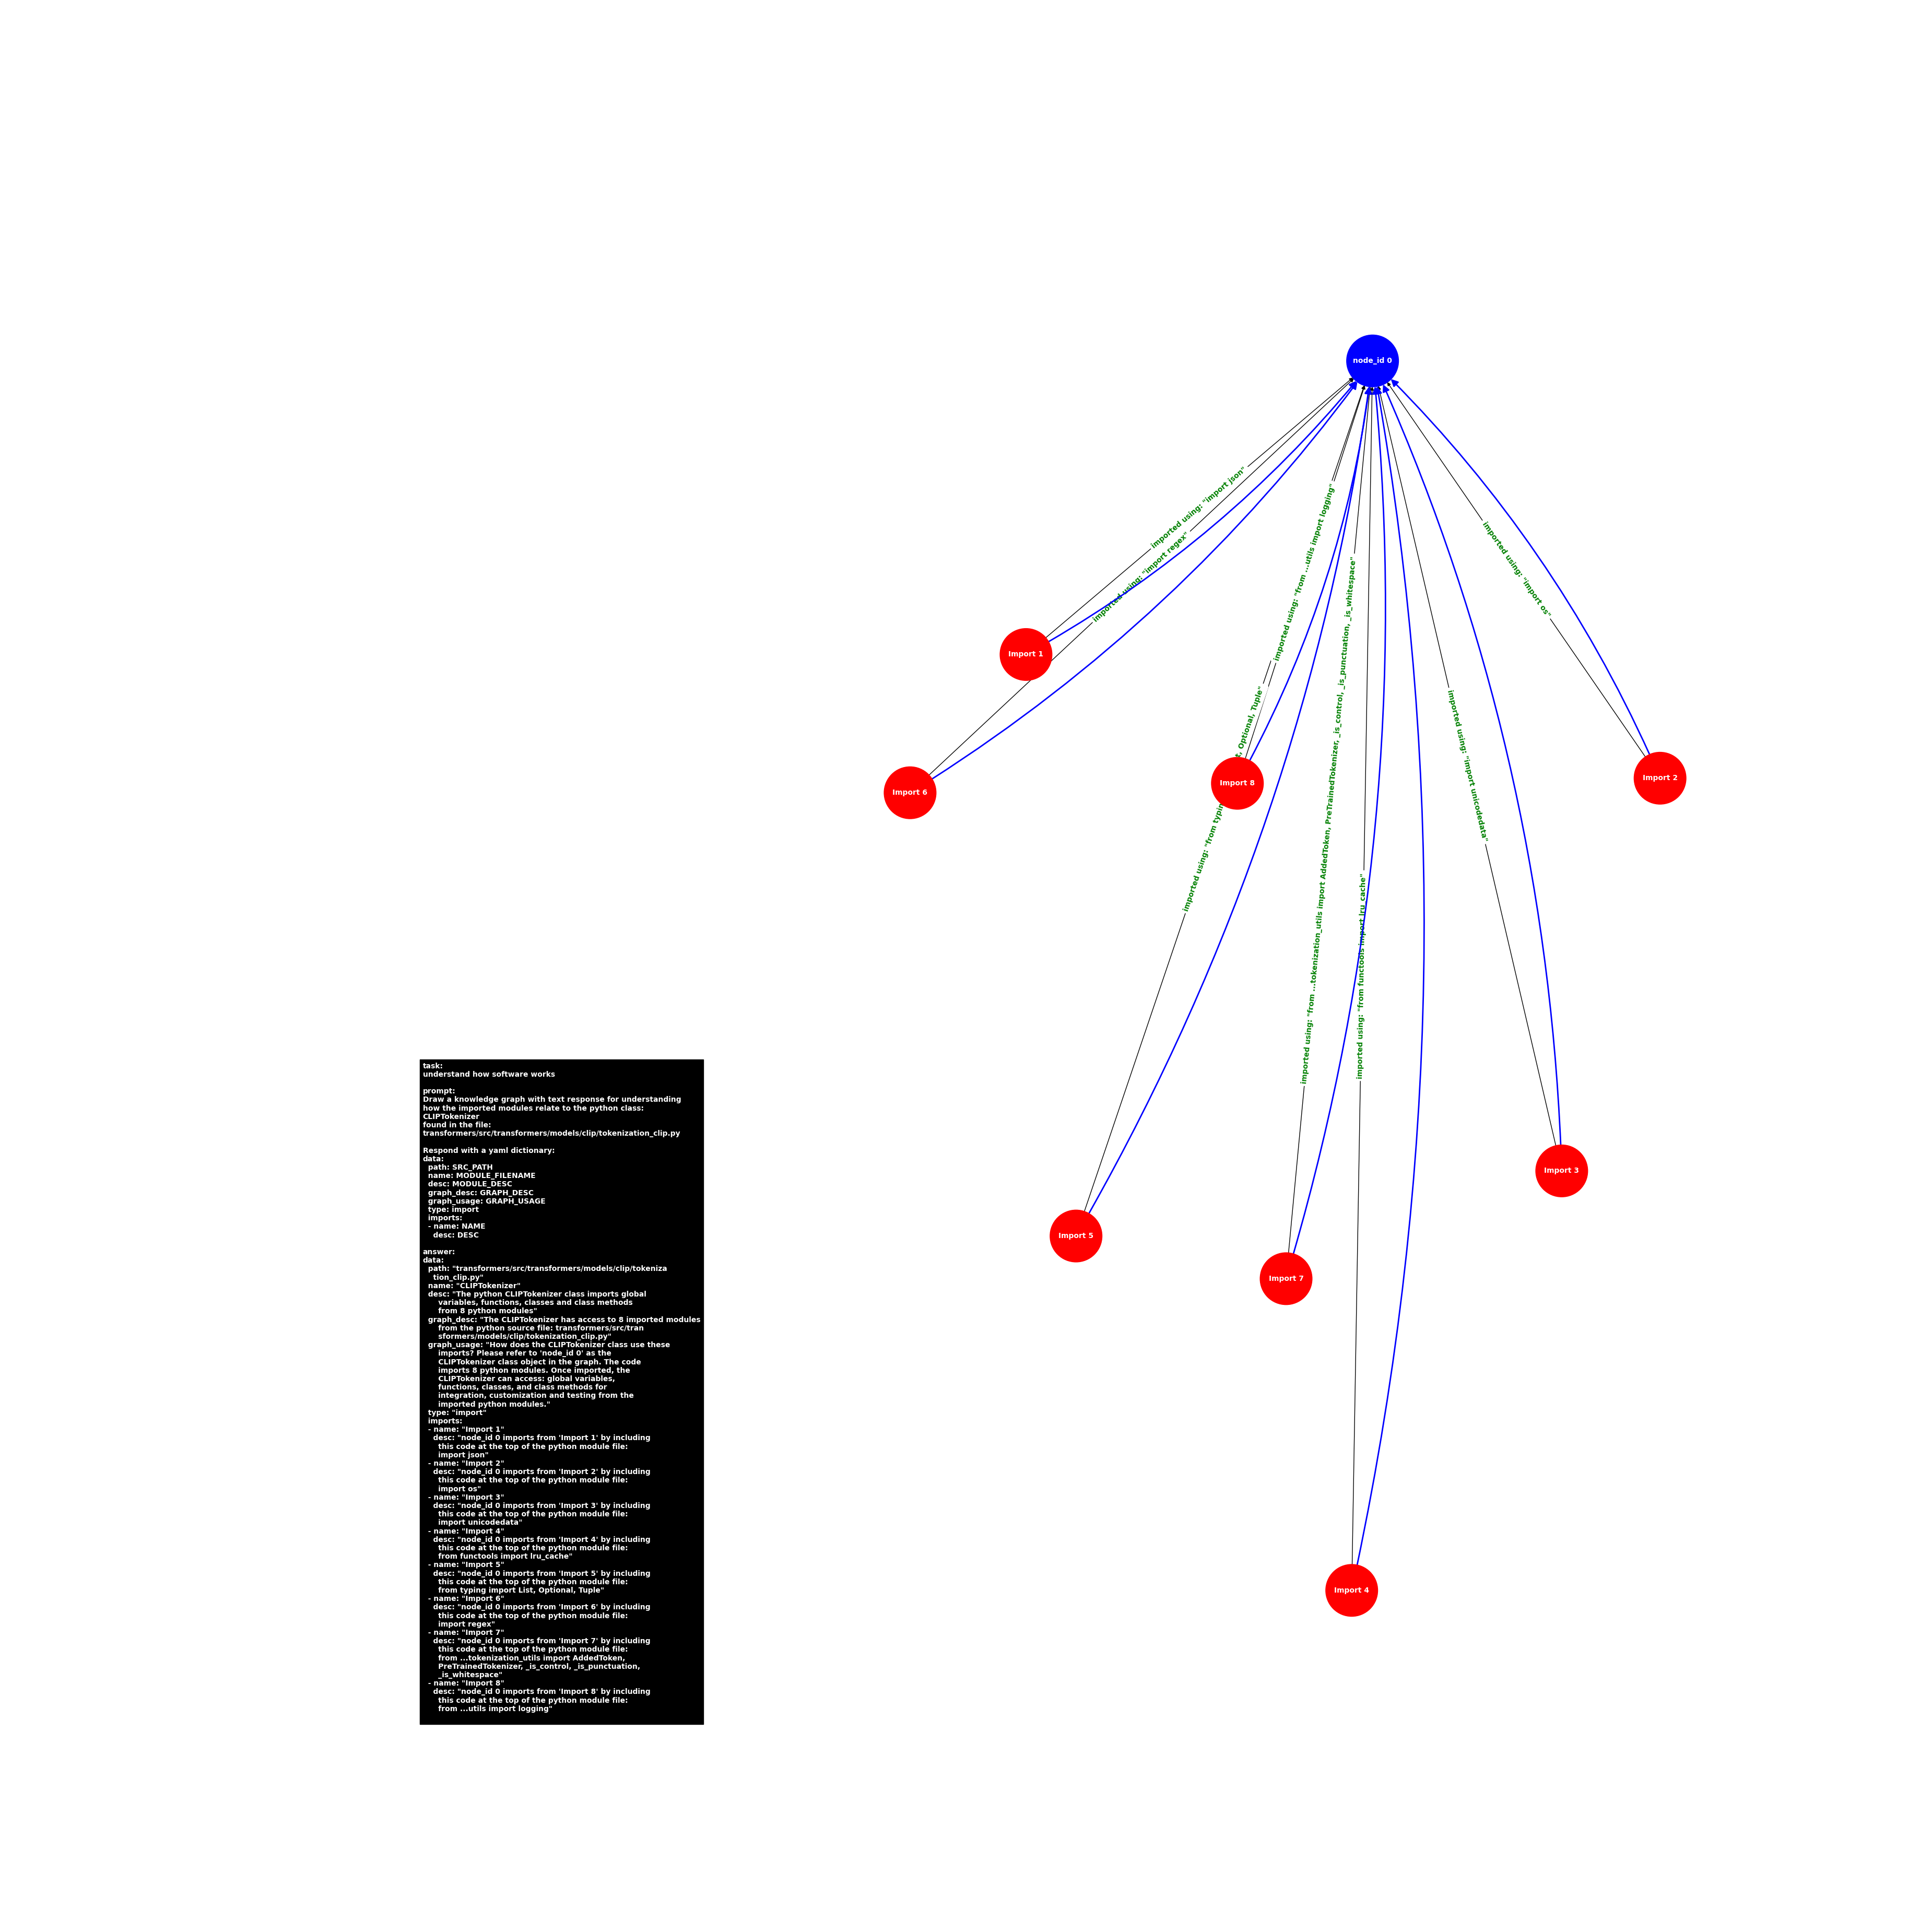 node_id 0
imported using: "import json"
imported using: "import regex"
imported using: "from ...utils import logging"
imported using: "import os"
imported using: "from ...tokenization_utils import AddedToken, PreTrainedTokenizer, _is_control, _is_punctuation, _is_whitespace"
Import 1
imported using: "from typin
Optional, Tuple"
imported using: "import unicodedata"
Import 2
Import 8
Import 6
imported using: "from functools import lru_cache"
Import 3
Import 5
Import 7
Import 4
task:
understand how software works
prompt:
Draw a knowledge graph with text response for understanding
how the imported modules relate to the python class:
CLIPTokenizer
found in the file:
transformers/src/transformers/models/clip/tokenization_clip.py
Respond with a yaml dictionary:
data:
path: SRC_PATH
name: MODULE_FILENAME
desc: MODULE_DESC
graph_desc: GRAPH_DESC
graph_usage: GRAPH_USAGE
type: import
imports:
- name: NAME
desc: DESC
answer:
data:
path: "transformers/src/transformers/models/clip/tokeniza
tion_clip.py"
name: "CLIPTokenizer"
desc: "The python CLIPTokenizer class imports global
variables, functions, classes and class methods
from 8 python modules"
graph_desc: "The CLIPTokenizer has access to 8 imported modules
from the python source file: transformers/src/tran
sformers/models/clip/tokenization_clip.py"
graph_usage: "How does the CLIPTokenizer class use these
imports? Please refer to 'node_id 0' as the
CLIPTokenizer class object in the graph. The code
imports 8 python modules. Once imported, the
CLIPTokenizer can access: global variables,
functions, classes, and class methods for
integration, customization and testing from the
imported python modules."
type: "import"
imports:
- name: "Import 1"
desc: "node_id 0 imports from 'Import 1' by including
this code at the top of the python module file:
import json"
- name: "Import 2"
desc: "node_id 0 imports from 'Import 2' by including
this code at the top of the python module file:
import os"
- name: "Import 3"
desc: "node_id 0 imports from 'Import 3' by including
this code at the top of the python module file:
import unicodedata"
- name: "Import 4"
desc: "node_id 0 imports from 'Import 4' by including
this code at the top of the python module file:
from functools import lru_cache"
- name: "Import 5"
desc: "node_id 0 imports from 'Import 5' by including
this code at the top of the python module file:
from typing import List, Optional, Tuple"
- name: "Import 6"
desc: "node_id 0 imports from 'Import 6' by including
this code at the top of the python module file:
import regex"
- name: "Import 7"
desc: "node_id 0 imports from 'Import 7' by including
this code at the top of the python module file:
from ...tokenization_utils import AddedToken,
PreTrainedTokenizer, _is_control, _is_punctuation,
_is_whitespace"
- name: "Import 8"
desc: "node_id 0 imports from 'Import 8' by including
this code at the top of the python module file:
from ...utils import logging"